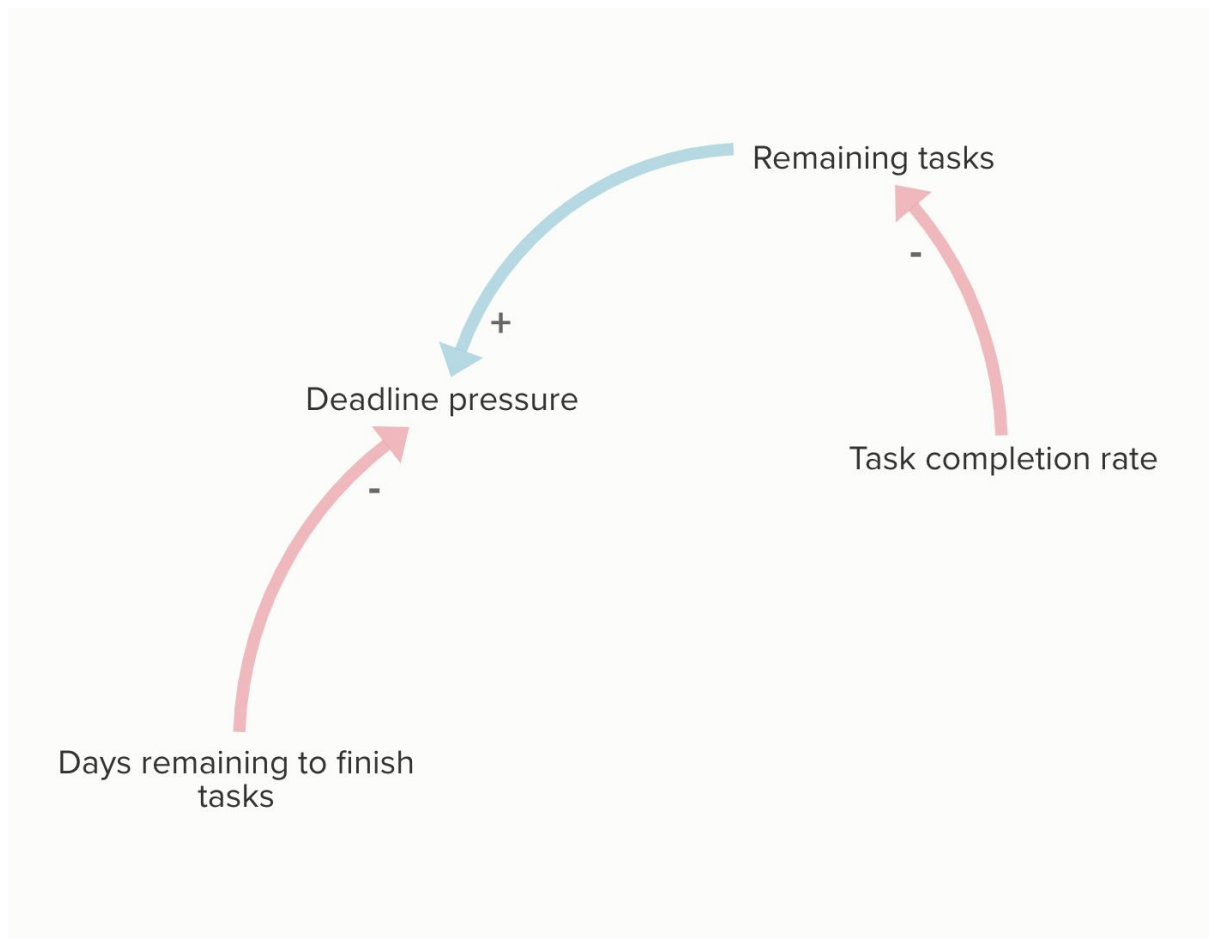 Remaining tasks
-
+
Deadline pressure
Task completion rate
-
Days remaining to finish
tasks